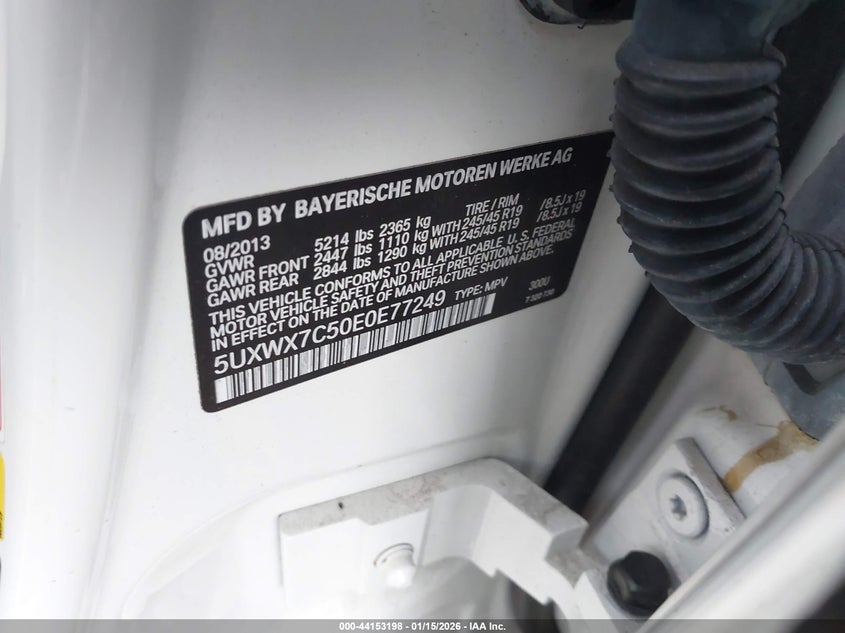 MFD BY BAYERISCHE MOTOREN WERKE AG
08/2013 TIRE / RIM
GVWR 5214 lbs 2365 kg
GAWR FRONT 2447 lbs 1110 kg WITH 245/45 R19 /8.5J x 19
GAWR REAR 2844 lbs 1290 kg WITH 245/45 R19 /8.5J x 19
THIS VEHICLE CONFORMS TO ALL APPLICABLE U.S. FEDERAL
MOTOR VEHICLE SAFETY AND THEFT PREVENTION STANDARDS
IN EFFECT ON THE DATE OF MANUFACTURE SHOWN ABOVE.
5UXWX7C50E0E77249 TYPE: MPV 300U
000-44153198 - 01/15/2026 - IAA Inc.